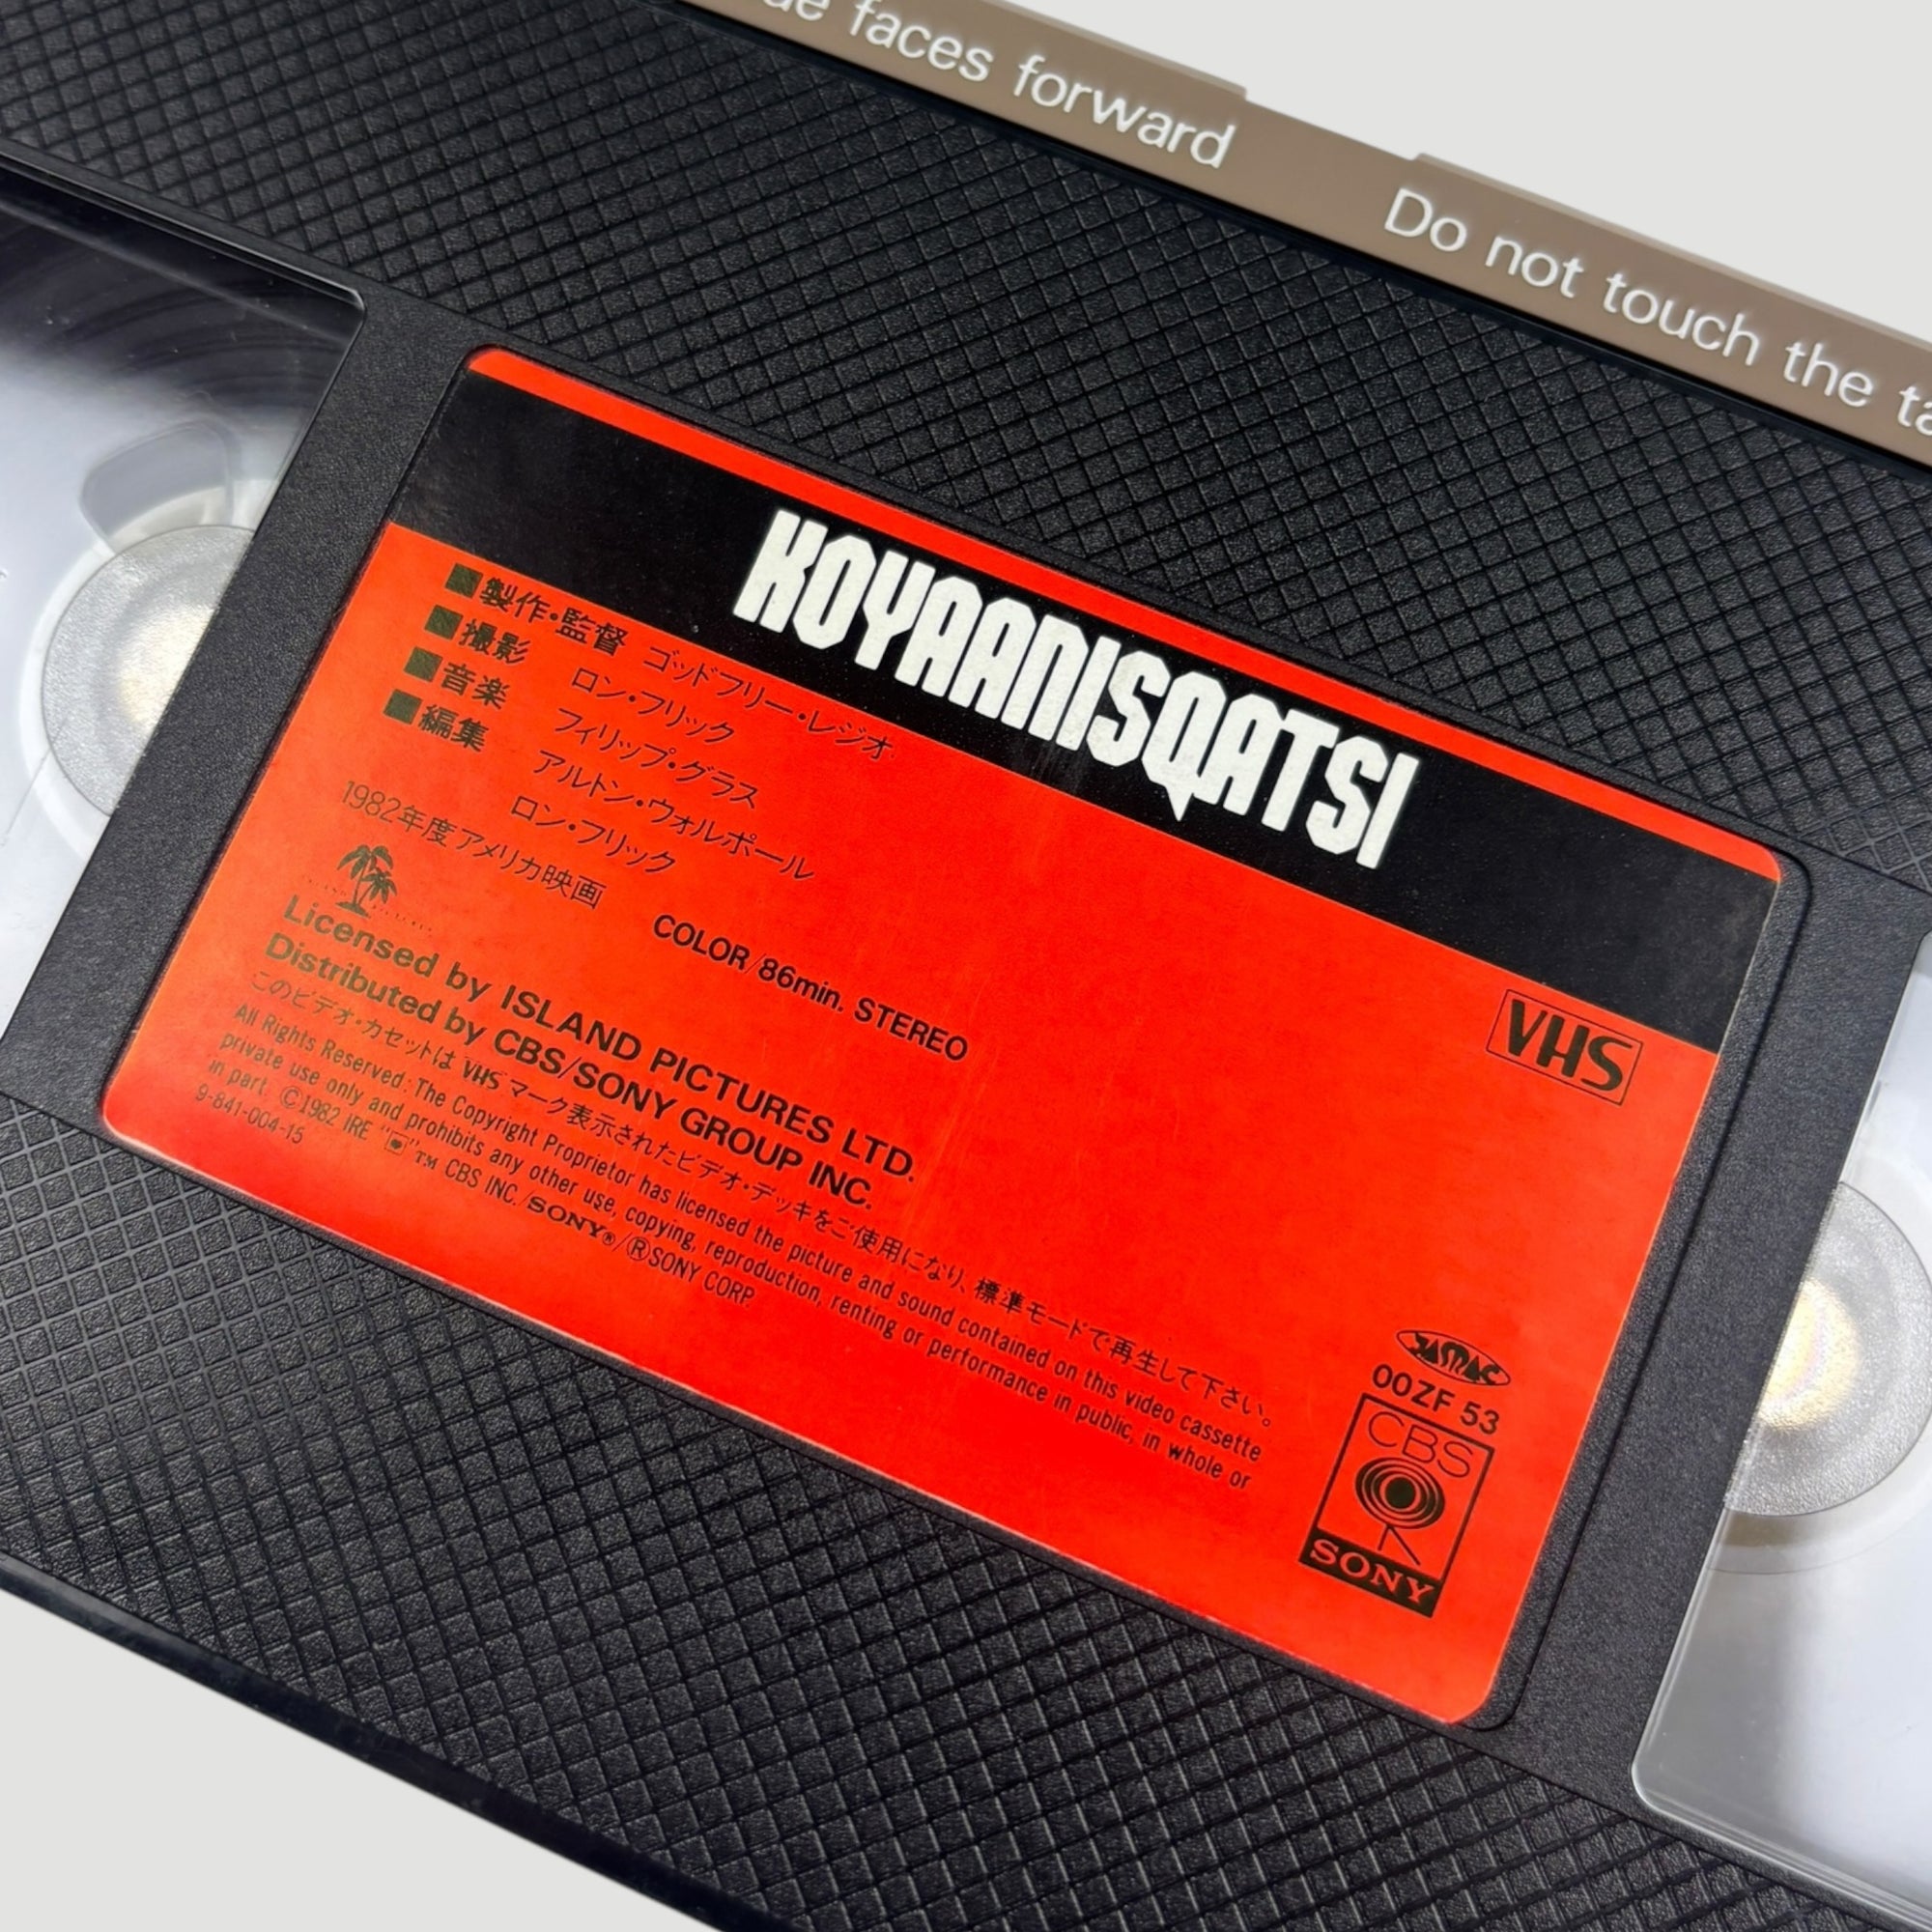 faces forward
Do not touch the
KOYAANISQATSI
■製作・監督 ゴッドフリー・レジオ
■撮影 ロン・フリック
■音楽 フィリップ・グラス
■編集 アルトン・ウォルポール
ロン・フリック
1982年度アメリカ映画 COLOR/86min. STEREO
VHS
Licensed by ISLAND PICTURES LTD.
Distributed by CBS/SONY GROUP INC.
このビデオ・カセットは VHS マーク表示されたビデオ・デッキをご使用になり、標準モードで再生して下さい。
All Rights Reserved: The Copyright Proprietor has licensed the picture and sound contained on this video cassette
private use only and prohibits any other use, copying, reproduction, renting or performance in public, in whole or
in part. ©1982 IRE "" TM CBS INC./SONY®/®SONY CORP.
9-841-004-15
JASRAC
00ZF 53
CBS
SONY